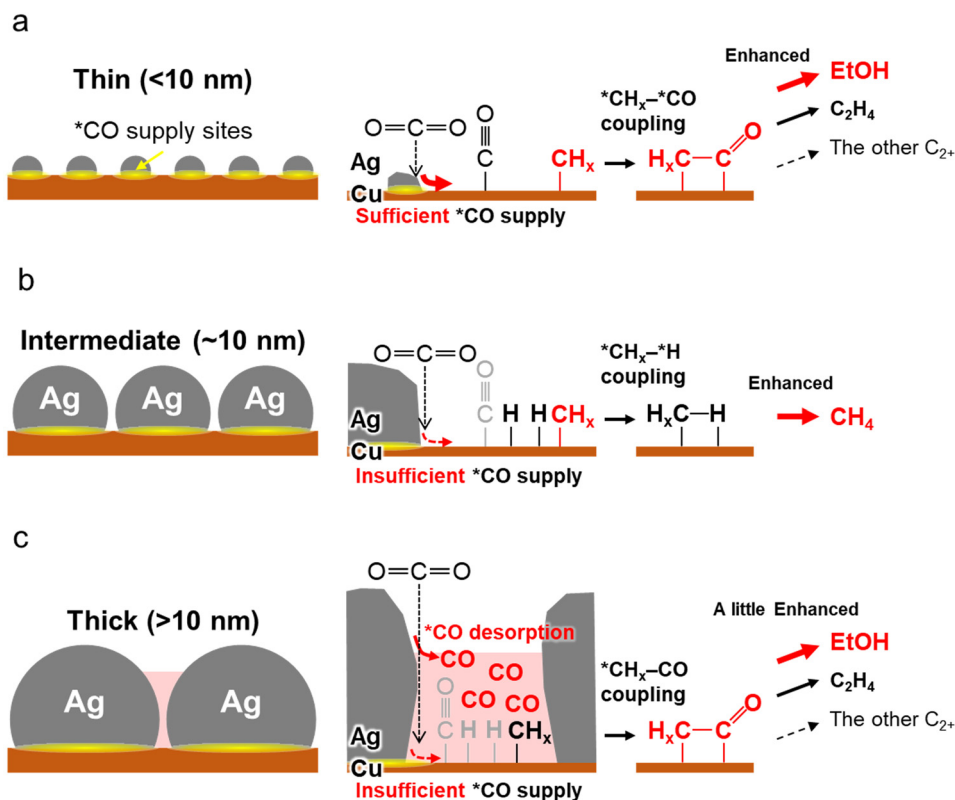 a
Thin (<10 nm)
*CO supply sites
Ag
Cu
O=C=O
O
C
CHₓ
Sufficient *CO supply
*CHₓ–*CO
coupling
HₓC–C
O
Enhanced
EtOH
C₂H₄
The other C₂₊
b
Intermediate (~10 nm)
Ag Ag Ag
Ag
Cu
O=C=O
O
C H H CHₓ
Insufficient *CO supply
*CHₓ–*H
coupling
HₓC–H
Enhanced
CH₄
c
Thick (>10 nm)
Ag Ag
O=C=O
*CO desorption
CO
CO
CO CO
O
C H H CHₓ
Ag
Cu
Insufficient *CO supply
*CHₓ–CO
coupling
HₓC–C
O
A little Enhanced
EtOH
C₂H₄
The other C₂₊